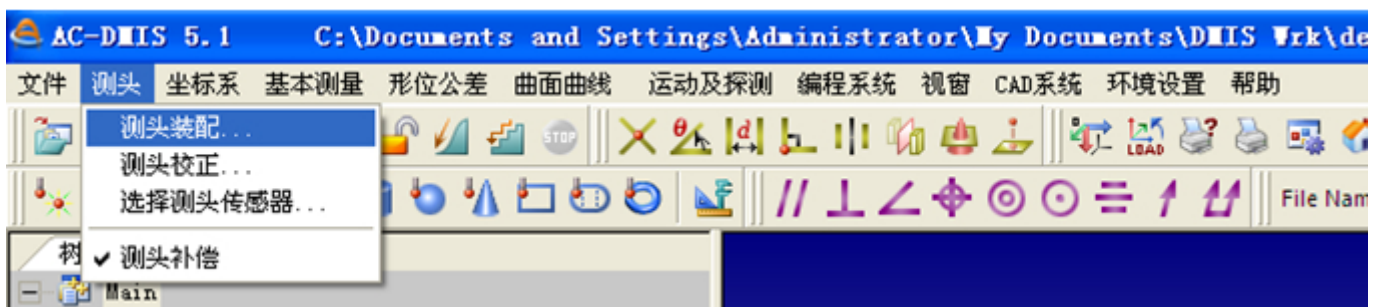 AC-DMIS 5.1 C:\Documents and Settings\Administrator\My Documents\DMIS Wrk\de
文件 测头 坐标系 基本测量 形位公差 曲面曲线 运动及探测 编程系统 视窗 CAD系统 环境设置 帮助
测头装配...
STOP
LOAD
测头校正...
选择测头传感器...
File Nam
测头补偿
树
Main